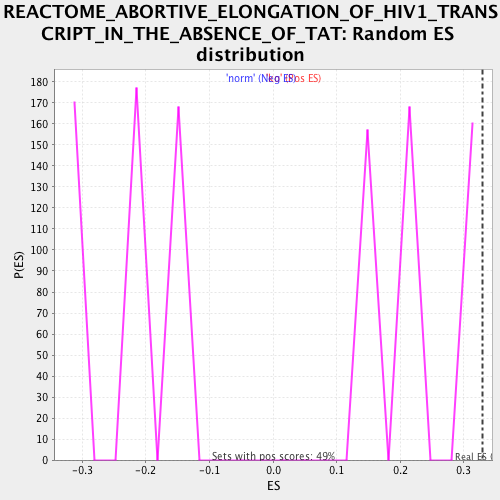 REACTOME_ABORTIVE_ELONGATION_OF_HIV1_TRANS
CRIPT_IN_THE_ABSENCE_OF_TAT: Random ES
distribution
'norm' (Neg ES)
(Pos ES)
180
170
160
150
140
130
120
110
100
90
80
70
60
50
40
30
20
10
0
P(ES)
Sets with pos scores: 49%
Real ES (
-0.3 -0.2 -0.1 0.0 0.1 0.2 0.3
ES